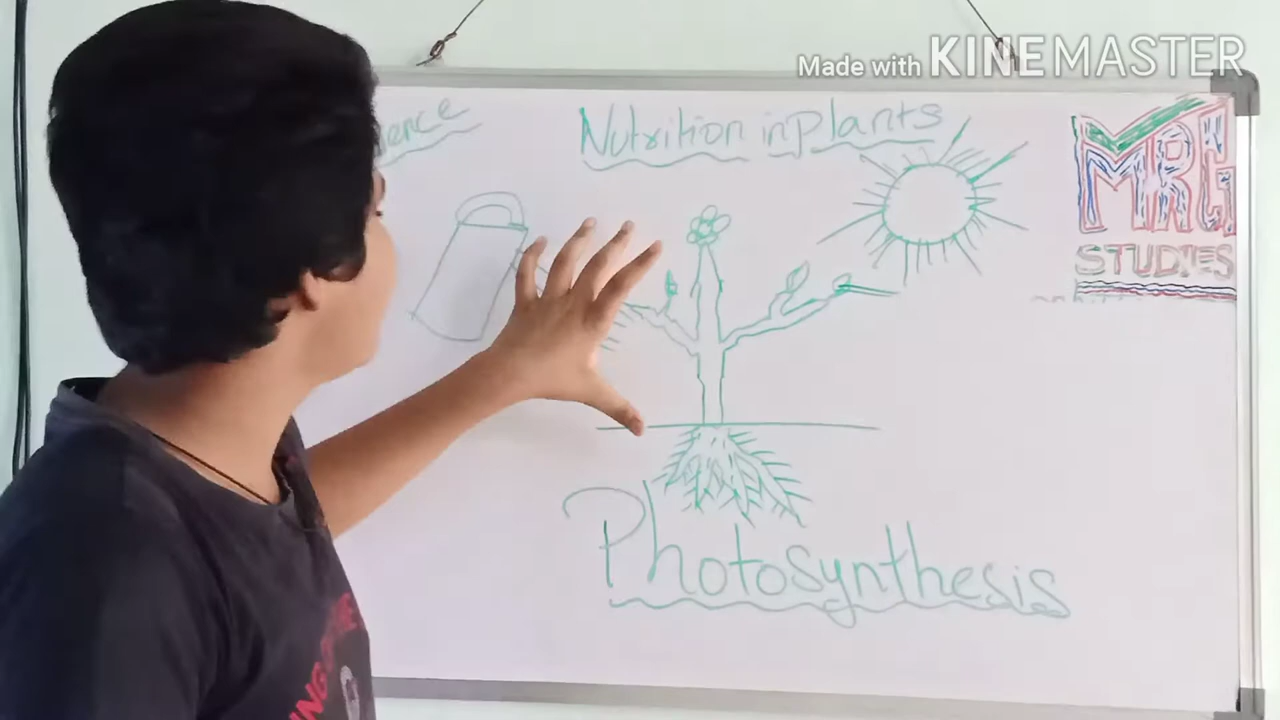 Made with KINEMASTER
Nutrition in plants
MRG
STUDIES
Photosynthesis